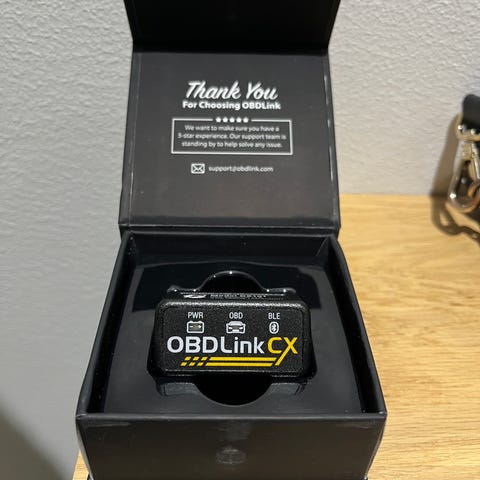 Thank You
For Choosing OBDLink
★★★★★
We want to make sure you have a
5-star experience. Our support team is
standing by to help solve any issue.
support@obdlink.com
PWR OBD BLE
OBDLink CX